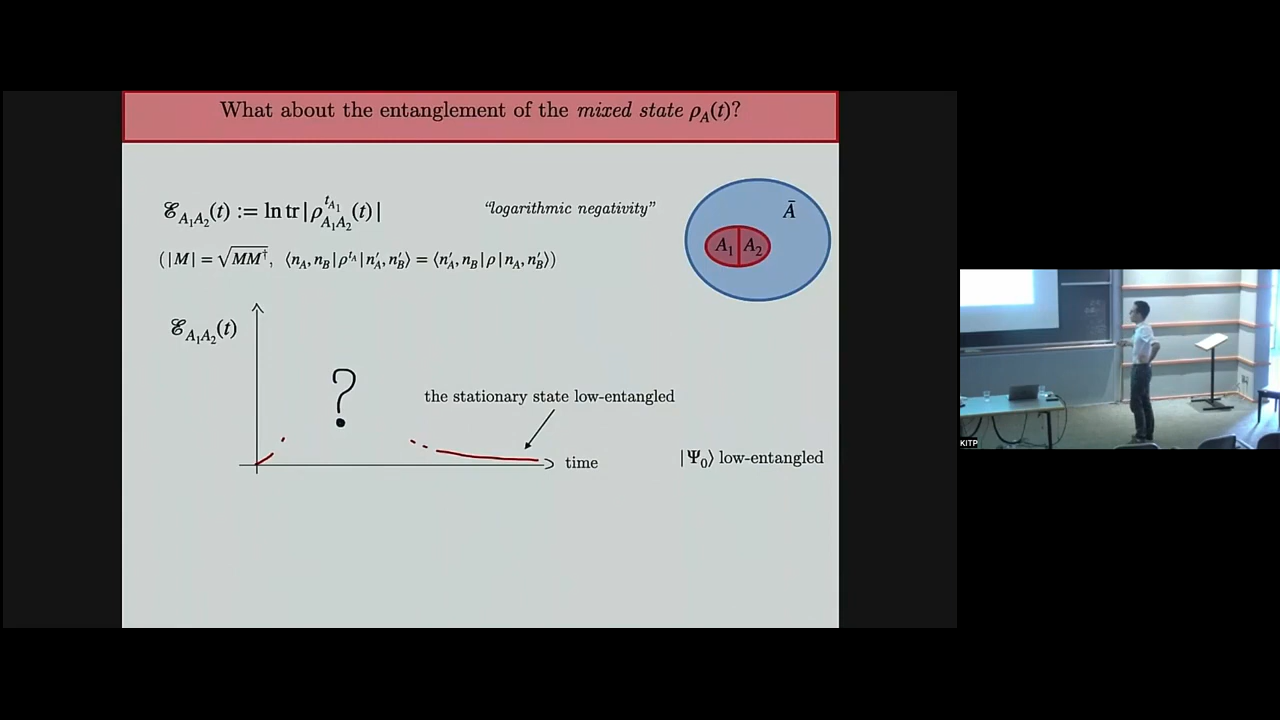 What about the entanglement of the mixed state ρ_A(t)?
ℰ_{A₁A₂}(t) := ln tr|ρ^{t_{A₁}}_{A₁A₂}(t)|
“logarithmic negativity”
Ā
A₁ A₂
(|M| = √(MM†), ⟨n_A, n_B|ρ^{t_A}|n′_A, n′_B⟩ = ⟨n′_A, n_B|ρ|n_A, n′_B⟩)
ℰ_{A₁A₂}(t)
?
the stationary state low-entangled
time
|Ψ₀⟩ low-entangled
KITP